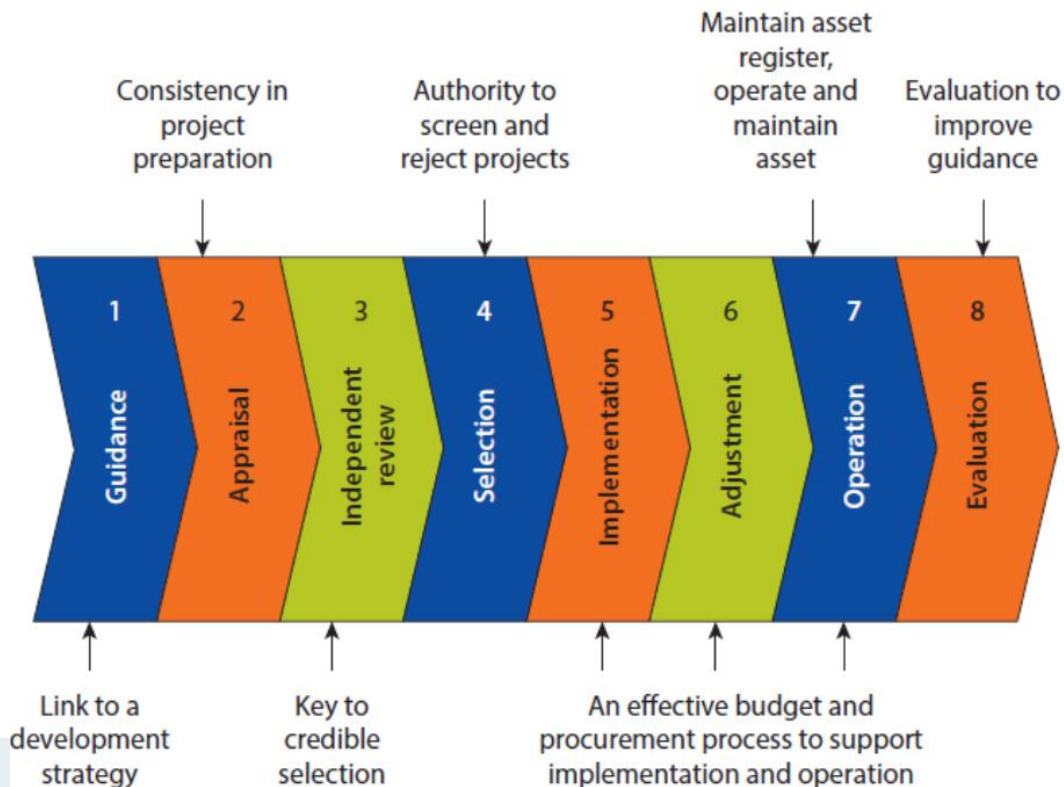 Consistency in
project
preparation
Authority to
screen and
reject projects
Maintain asset
register,
operate and
maintain
asset
Evaluation to
improve
guidance
1
Guidance
2
Appraisal
3
Independent
review
4
Selection
5
Implementation
6
Adjustment
7
Operation
8
Evaluation
Link to a
development
strategy
Key to
credible
selection
An effective budget and
procurement process to support
implementation and operation